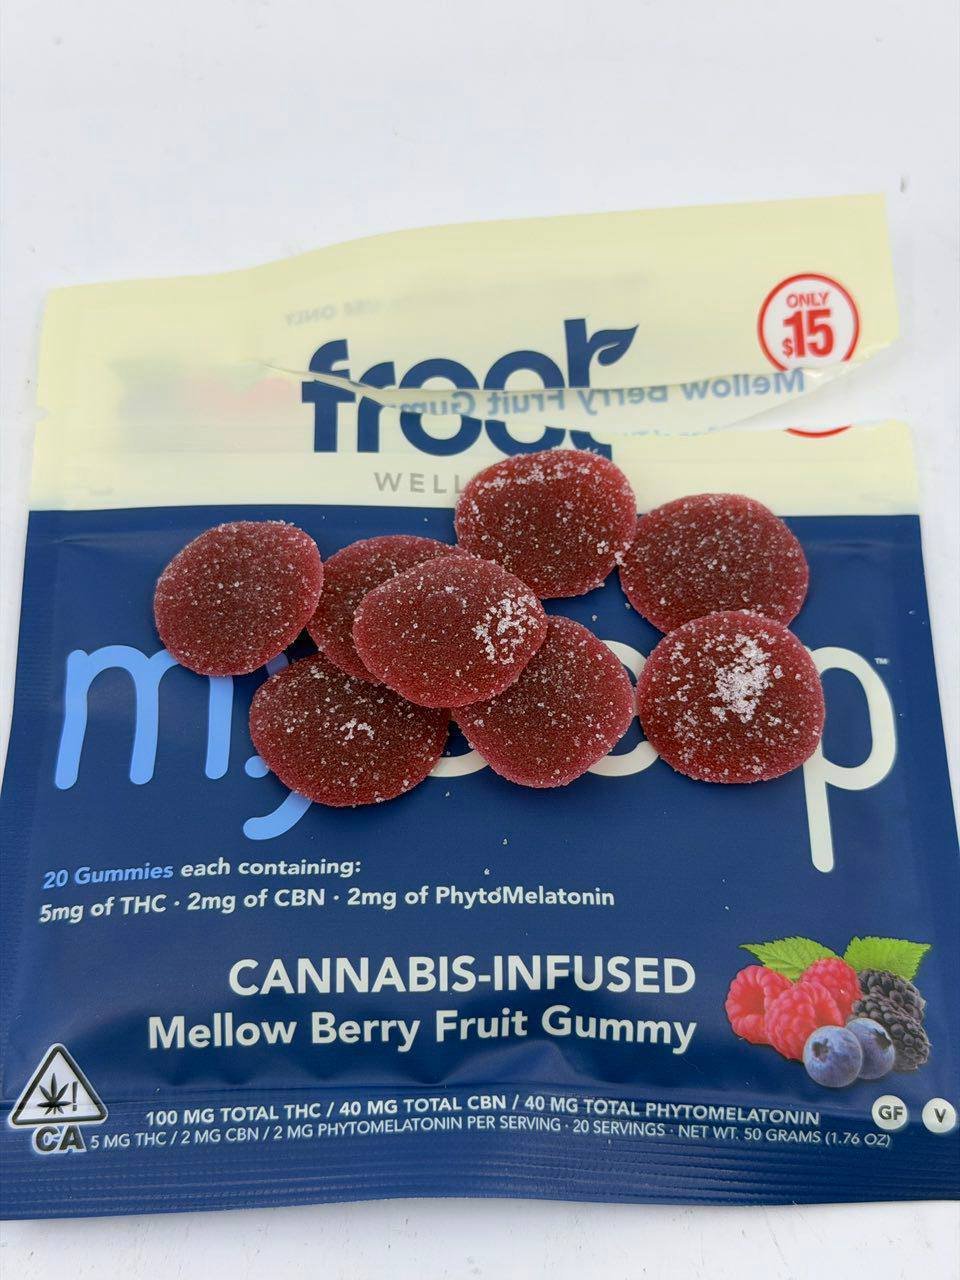 ONLY
$15
froot
Mellow Berry Fruit Gum
WELL
my p™
20 Gummies each containing:
5mg of THC · 2mg of CBN · 2mg of PhytoMelatonin
CANNABIS-INFUSED
Mellow Berry Fruit Gummy
100 MG TOTAL THC / 40 MG TOTAL CBN / 40 MG TOTAL PHYTOMELATONIN
GF V
CA 5 MG THC / 2 MG CBN / 2 MG PHYTOMELATONIN PER SERVING · 20 SERVINGS · NET WT. 50 GRAMS (1.76 OZ)